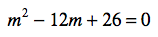 m² − 12m + 26 = 0